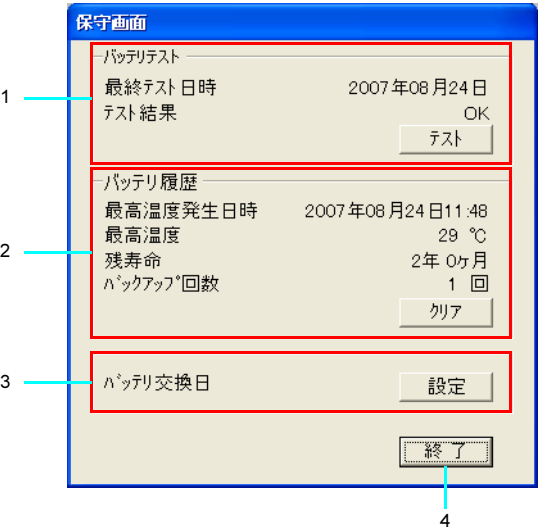 保守画面
バッテリテスト
1
最終テスト日時 2007年08月24日
テスト結果 OK
テスト
バッテリ履歴
最高温度発生日時 2007年08月24日11:48
2
最高温度 29 ℃
残寿命 2年 0ヶ月
バックアップ回数 1 回
クリア
3
バッテリ交換日 設定
終了
4